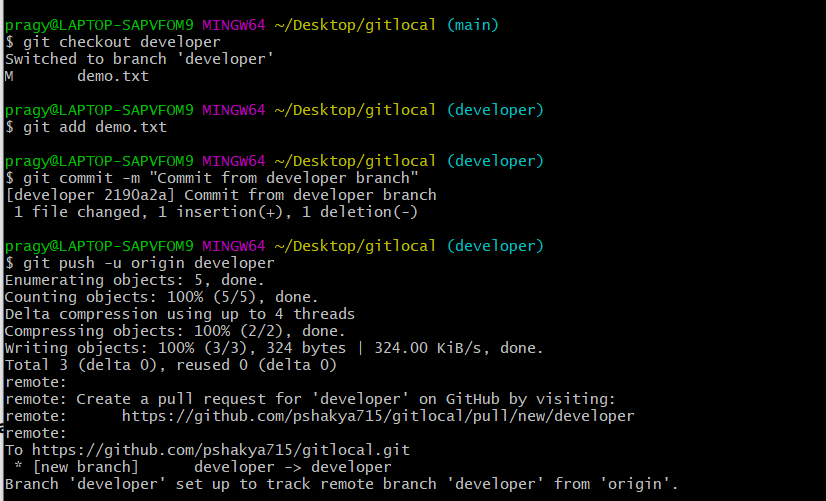 pragy@LAPTOP-SAPVFOM9 MINGW64 ~/Desktop/gitlocal (main)
$ git checkout developer
Switched to branch 'developer'
M       demo.txt
pragy@LAPTOP-SAPVFOM9 MINGW64 ~/Desktop/gitlocal (developer)
$ git add demo.txt
pragy@LAPTOP-SAPVFOM9 MINGW64 ~/Desktop/gitlocal (developer)
$ git commit -m "Commit from developer branch"
[developer 2190a2a] Commit from developer branch
 1 file changed, 1 insertion(+), 1 deletion(-)
pragy@LAPTOP-SAPVFOM9 MINGW64 ~/Desktop/gitlocal (developer)
$ git push -u origin developer
Enumerating objects: 5, done.
Counting objects: 100% (5/5), done.
Delta compression using up to 4 threads
Compressing objects: 100% (2/2), done.
Writing objects: 100% (3/3), 324 bytes | 324.00 KiB/s, done.
Total 3 (delta 0), reused 0 (delta 0)
remote:
remote: Create a pull request for 'developer' on GitHub by visiting:
remote:      https://github.com/pshakya715/gitlocal/pull/new/developer
remote:
To https://github.com/pshakya715/gitlocal.git
 * [new branch]      developer -> developer
Branch 'developer' set up to track remote branch 'developer' from 'origin'.